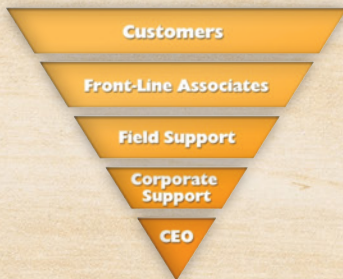 Customers
Front-Line Associates
Field Support
Corporate
Support
CEO